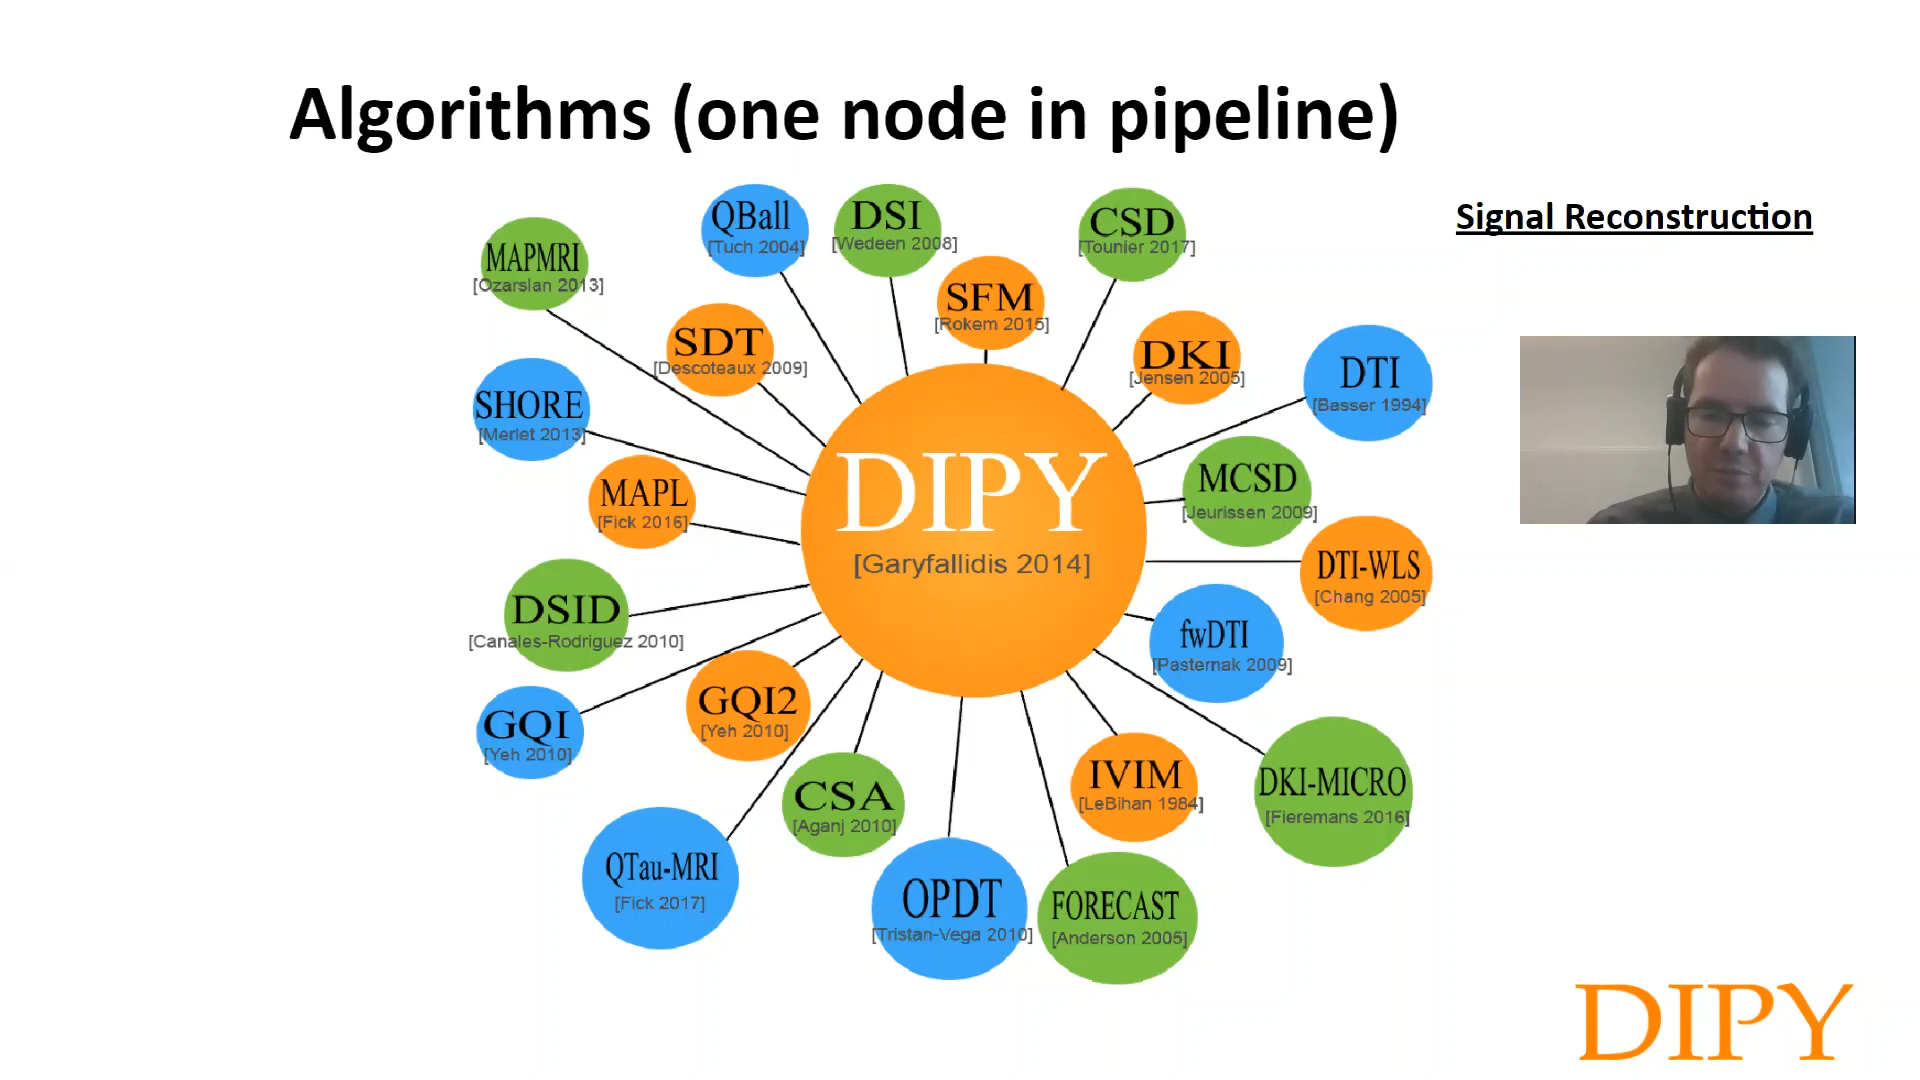 Algorithms (one node in pipeline)
Signal Reconstruction
QBall
[Tuch 2004]
DSI
[Wedeen 2008]
CSD
[Tounier 2017]
MAPMRI
[Ozarslan 2013]
SFM
[Rokem 2015]
SDT
[Descoteaux 2009]
DKI
[Jensen 2005]
DTI
[Basser 1994]
SHORE
[Merlet 2013]
MAPL
[Fick 2016]
MCSD
[Jeurissen 2009]
DIPY
[Garyfallidis 2014]
DTI-WLS
[Chang 2005]
DSID
[Canales-Rodriguez 2010]
fwDTI
[Pasternak 2009]
GQI
[Yeh 2010]
GQI2
[Yeh 2010]
CSA
[Aganj 2010]
IVIM
[LeBihan 1984]
DKI-MICRO
[Fieremans 2016]
QTau-MRI
[Fick 2017]
OPDT
[Tristan-Vega 2010]
FORECAST
[Anderson 2005]
DIPY